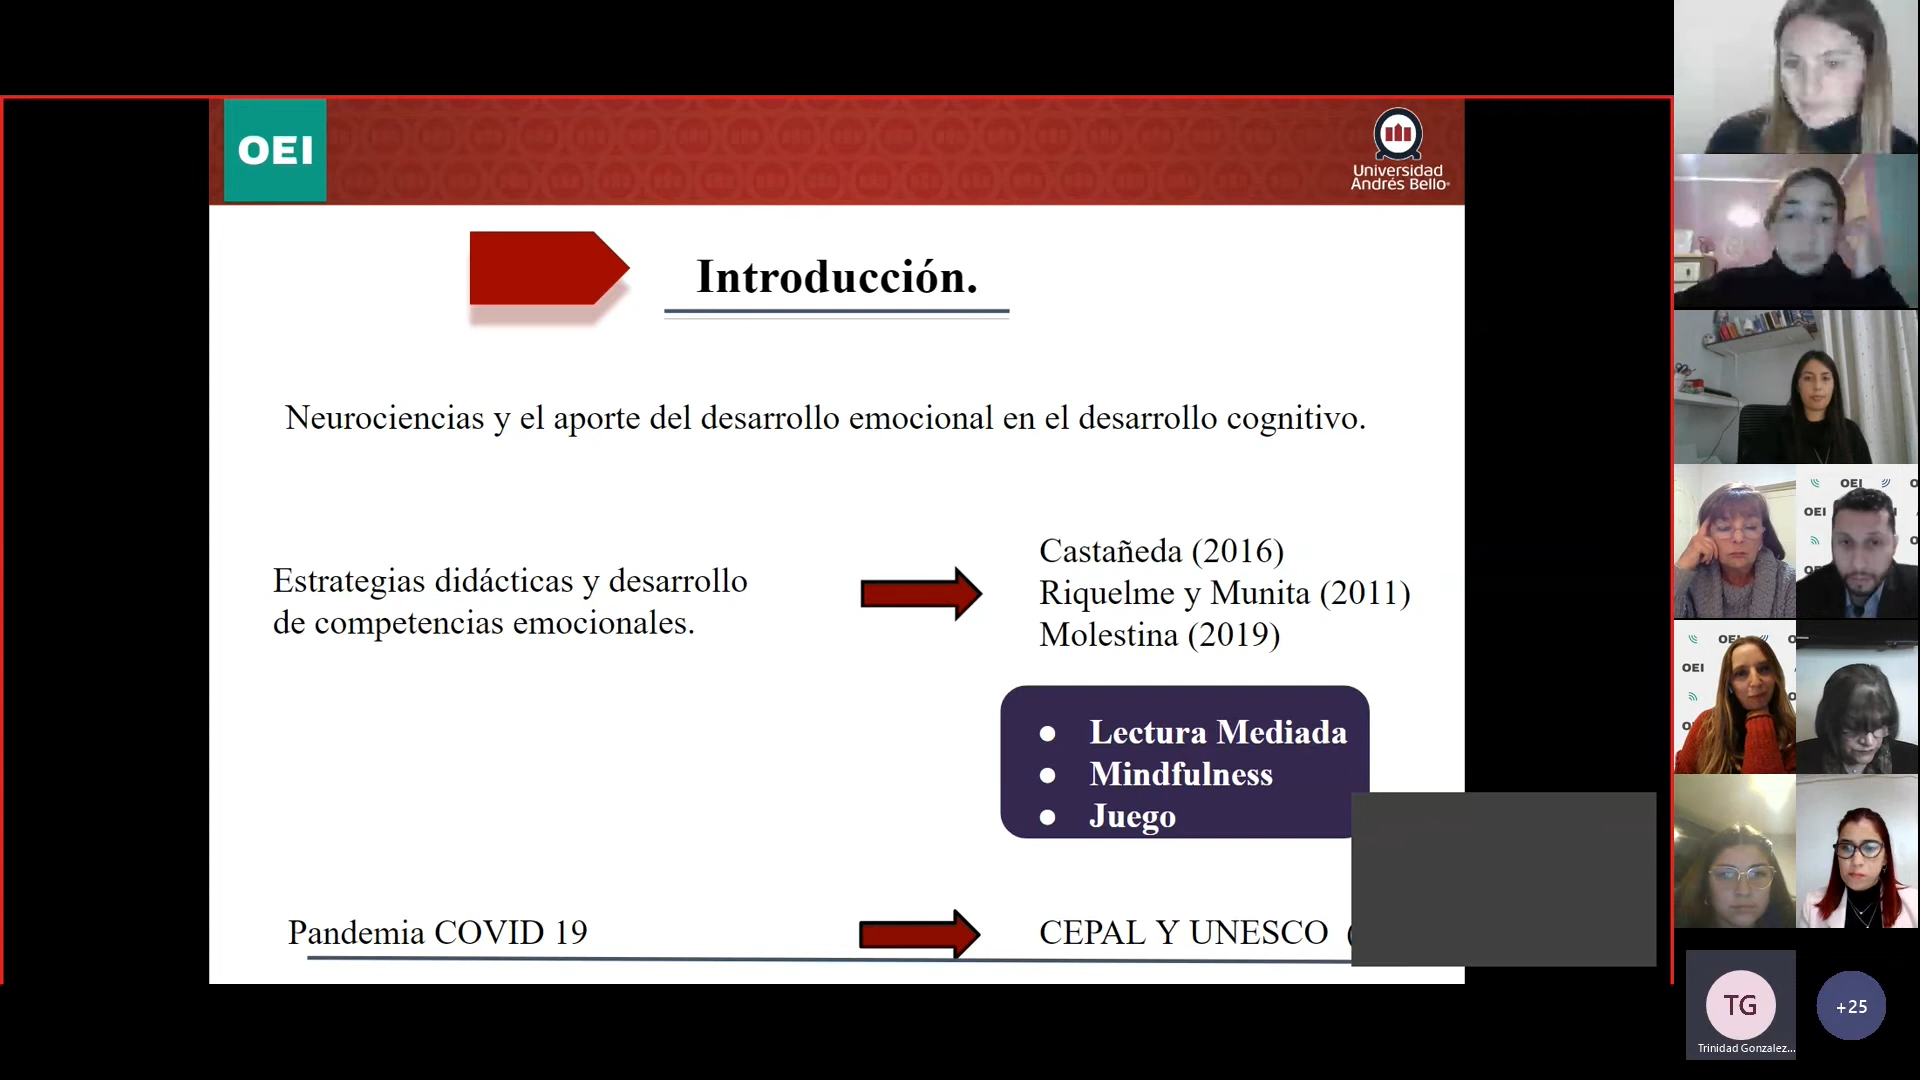 OEI
Universidad
Andrés Bello
Introducción.
Neurociencias y el aporte del desarrollo emocional en el desarrollo cognitivo.
Estrategias didácticas y desarrollo
de competencias emocionales.
Castañeda (2016)
Riquelme y Munita (2011)
Molestina (2019)
● Lectura Mediada
● Mindfulness
● Juego
Pandemia COVID 19
CEPAL Y UNESCO (
OEI
OEI
OEI
OEI
TG
Trinidad Gonzalez...
+25